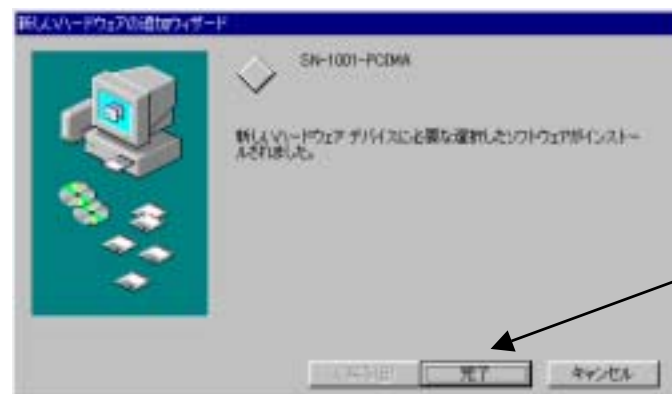 新しいハードウェアの追加ウィザード
SN-1001-PCDMA
新しいハードウェア デバイスに必要な選択したソフトウェアがインストー
ルされました。
完了
キャンセル